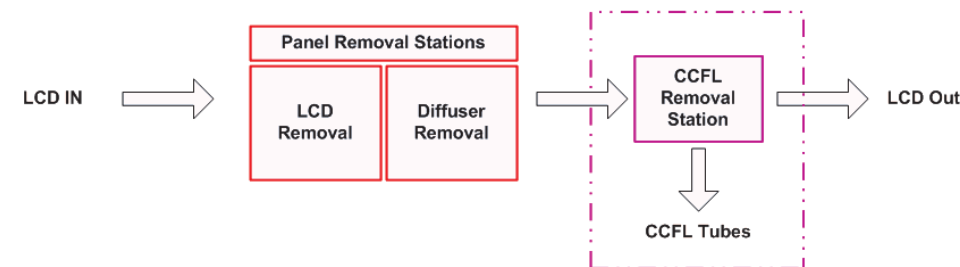 LCD IN
Panel Removal Stations
LCD
Removal
Diffuser
Removal
CCFL
Removal
Station
CCFL Tubes
LCD Out